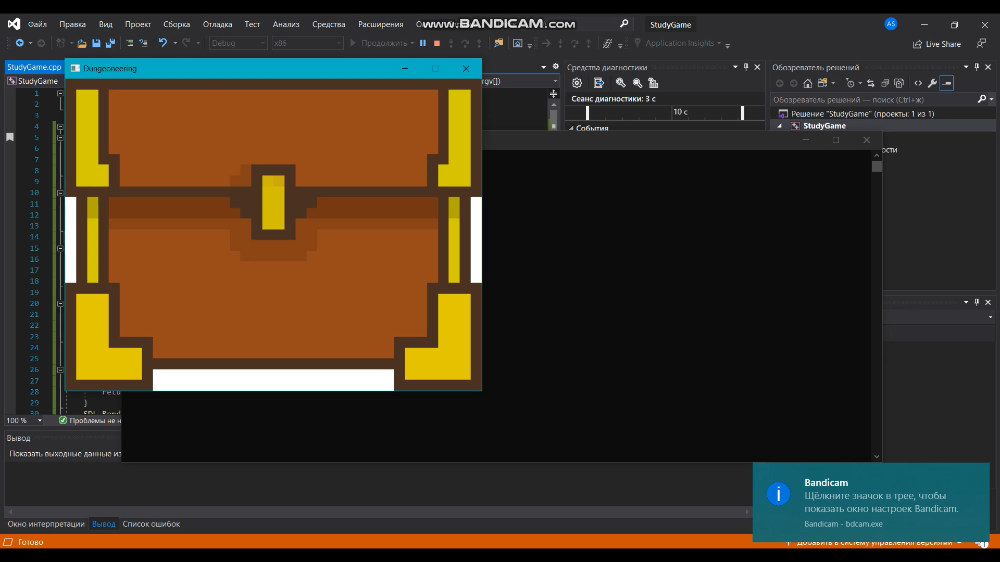 www.BANDICAM.com
Файл Правка Вид Проект Сборка Отладка Тест Анализ Средства Расширения StudyGame AS
Debug x86 Продолжить Application Insights Live Share
StudyGame.cpp
StudyGame
Dungeoneering
rgv[])
Средства диагностики
Сеанс диагностики: 3 с
10 с
События
Обозреватель решений
Обозреватель решений — поиск (Ctrl+ж)
Решение "StudyGame" (проекты: 1 из 1)
StudyGame
ости
1
2
3
4
5
6
7
8
9
10
11
12
13
14
15
16
17
18
19
20
21
22
23
24
25
26
27
28 retu
29 }
30 SDL_Rend
100 % Проблемы не н
Вывод
Показать выходные данные из
Окно интерпретации Вывод Список ошибок
Готово
Bandicam
Щёлкните значок в трее, чтобы
показать окно настроек Bandicam.
Bandicam - bdcam.exe
Добавить в систему управления версиями
1